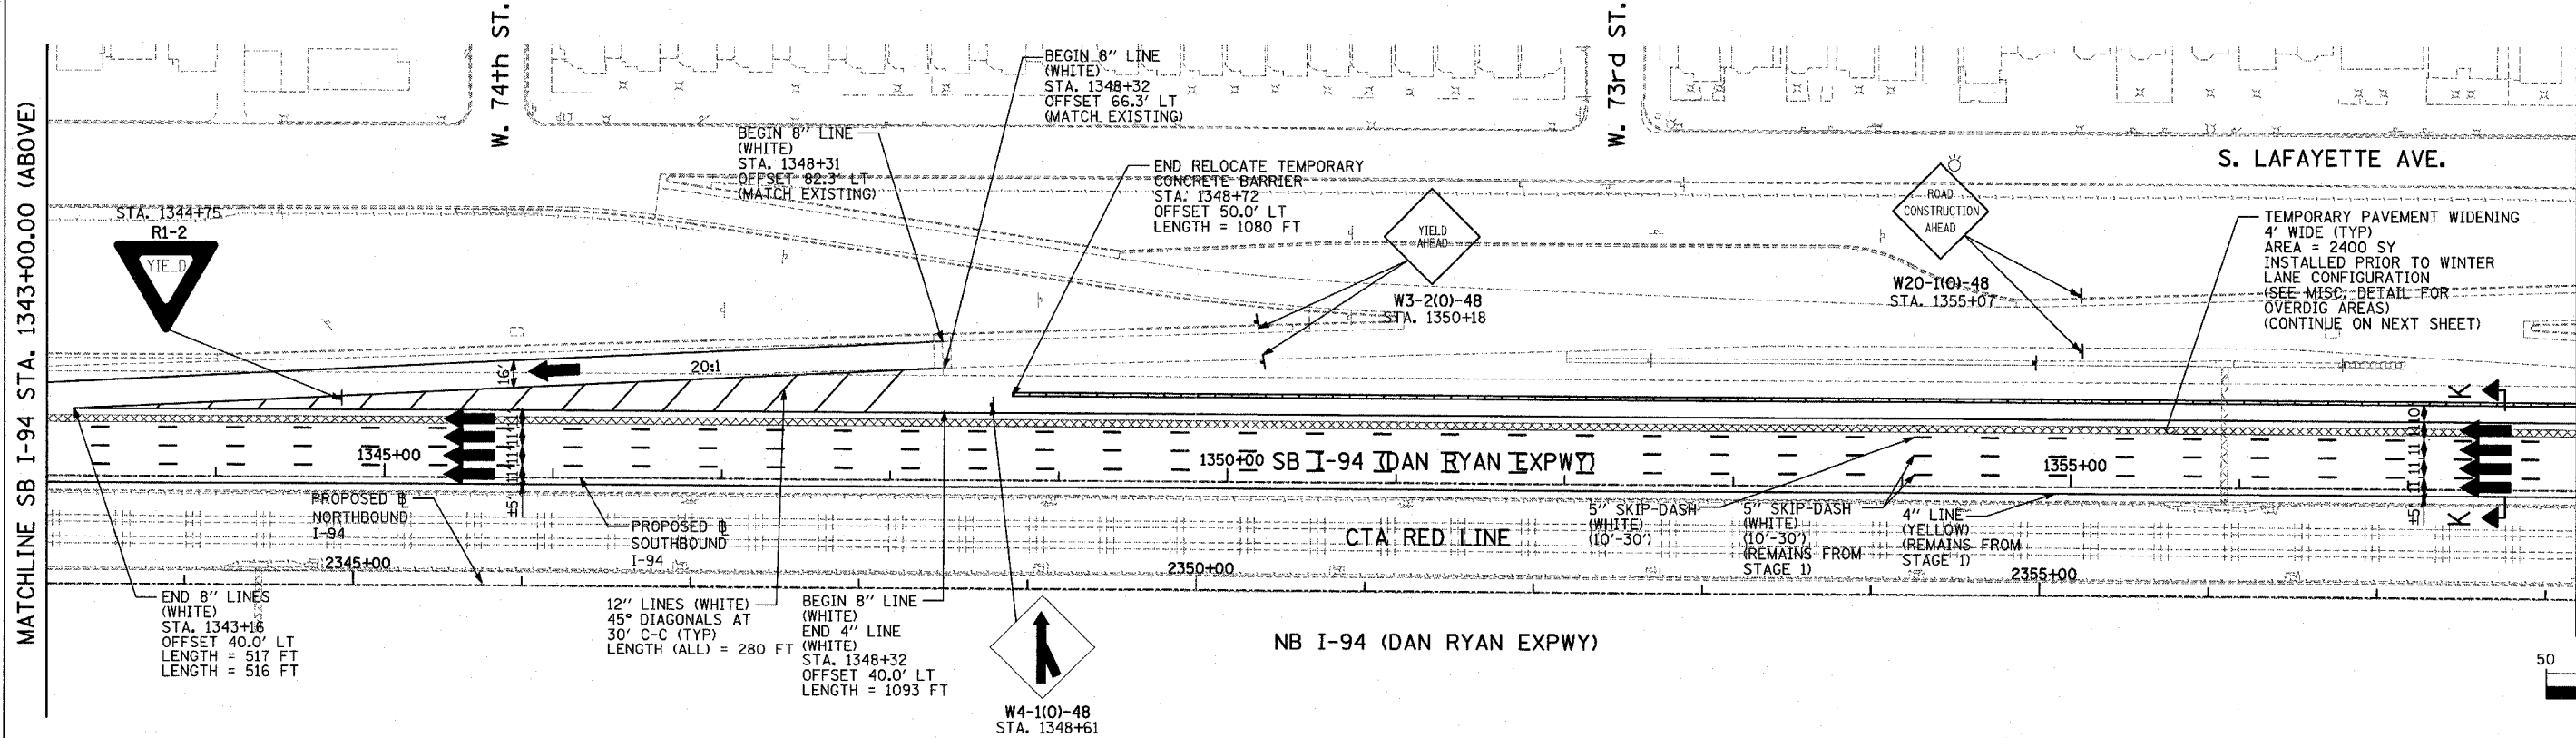 MATCHLINE SB I-94 STA. 1343+00.00 (ABOVE)
W. 74th ST.
W. 73rd ST.
S. LAFAYETTE AVE.
BEGIN 8" LINE
(WHITE)
STA. 1348+32
OFFSET 66.3' LT
(MATCH EXISTING)
BEGIN 8" LINE
(WHITE)
STA. 1348+31
OFFSET 82.3' LT
(MATCH EXISTING)
END RELOCATE TEMPORARY
CONCRETE BARRIER
STA. 1348+72
OFFSET 50.0' LT
LENGTH = 1080 FT
STA. 1344+75
R1-2
YIELD
YIELD
AHEAD
W3-2(O)-48
STA. 1350+18
ROAD
CONSTRUCTION
AHEAD
W20-1(O)-48
STA. 1355+07
TEMPORARY PAVEMENT WIDENING
4' WIDE (TYP)
AREA = 2400 SY
INSTALLED PRIOR TO WINTER
LANE CONFIGURATION
(SEE MISC. DETAIL FOR
OVERDIG AREAS)
(CONTINUE ON NEXT SHEET)
16'
20:1
K
1345+00
1350+00
SB I-94 (DAN RYAN EXPWY)
1355+00
11'
11'
11'
11'
±5'
10
11
11
11
11
±5
K
PROPOSED ℄
NORTHBOUND
I-94
PROPOSED ℄
SOUTHBOUND
I-94
CTA RED LINE
5" SKIP-DASH
(WHITE)
(10'-30')
5" SKIP-DASH
(WHITE)
(10'-30')
(REMAINS FROM
STAGE 1)
4" LINE
(YELLOW)
(REMAINS FROM
STAGE 1)
2345+00
2350+00
2355+00
END 8" LINES
(WHITE)
STA. 1343+16
OFFSET 40.0' LT
LENGTH = 517 FT
LENGTH = 516 FT
12" LINES (WHITE)
45° DIAGONALS AT
30' C-C (TYP)
LENGTH (ALL) = 280 FT
BEGIN 8" LINE
(WHITE)
END 4" LINE
(WHITE)
STA. 1348+32
OFFSET 40.0' LT
LENGTH = 1093 FT
W4-1(O)-48
STA. 1348+61
NB I-94 (DAN RYAN EXPWY)
50